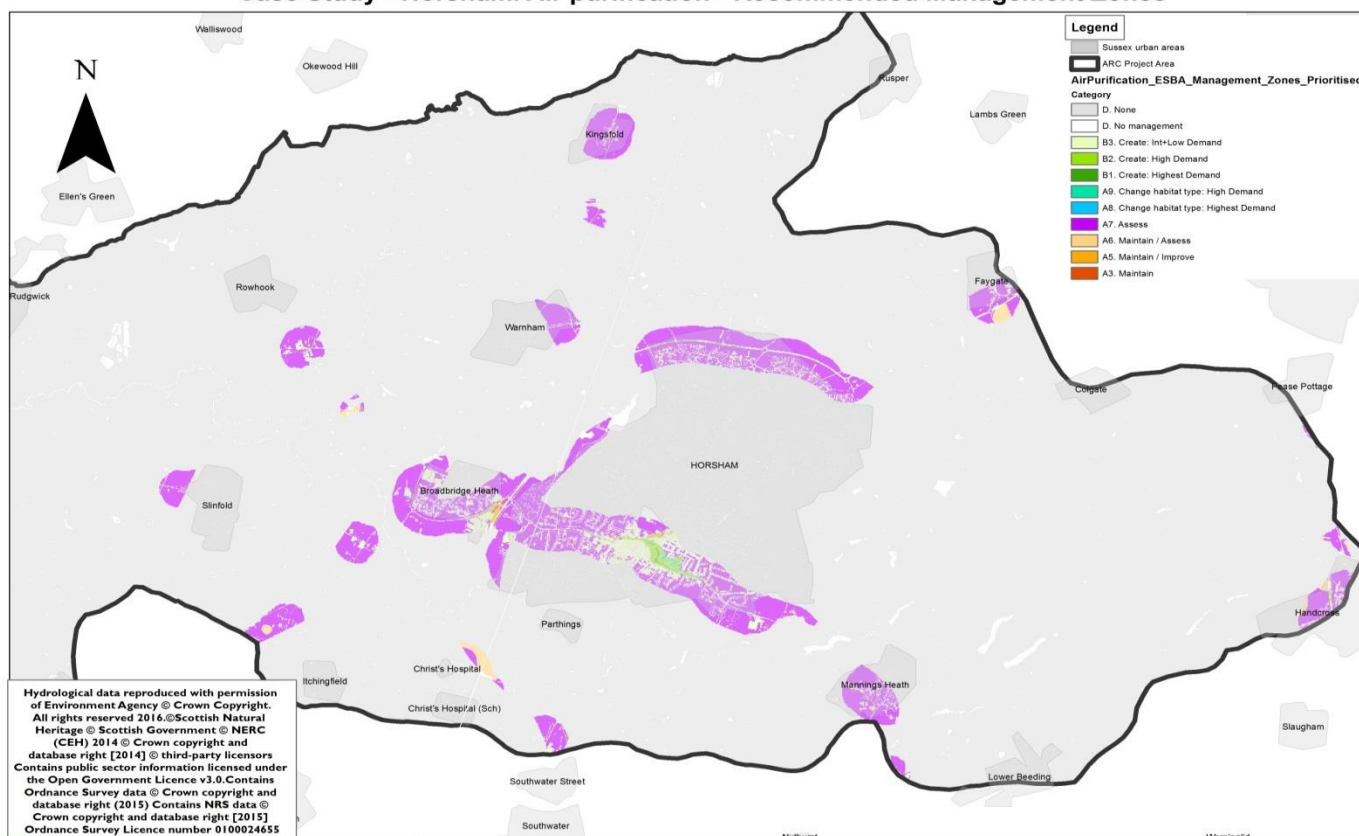 Case Study - Horsham: Air purification - Recommended Management Zones
Walliswood
Okewood Hill
N
Rusper
Lambs Green
Kingsfold
Ellen's Green
Legend
Sussex urban areas
ARC Project Area
AirPurification_ESBA_Management_Zones_Prioritised
Category
D. None
D. No management
B3. Create: Int+Low Demand
B2. Create: High Demand
B1. Create: Highest Demand
A9. Change habitat type: High Demand
A8. Change habitat type: Highest Demand
A7. Assess
A6. Maintain / Assess
A5. Maintain / Improve
A3. Maintain
Rudgwick
Rowhook
Faygate
Warnham
Colgate
Pease Pottage
HORSHAM
Broadbridge Heath
Slinfold
Handcross
Parthings
Christ's Hospital
Itchingfield
Mannings Heath
Christ's Hospital (Sch)
Slaugham
Lower Beeding
Southwater Street
Southwater
Hydrological data reproduced with permission
of Environment Agency © Crown Copyright.
All rights reserved 2016.©Scottish Natural
Heritage © Scottish Government © NERC
(CEH) 2014 © Crown copyright and
database right [2014] © third-party licensors
Contains public sector information licensed under
the Open Government Licence v3.0.Contains
Ordnance Survey data © Crown copyright and
database right (2015) Contains NRS data ©
Crown copyright and database right [2015]
Ordnance Survey Licence number 0100024655